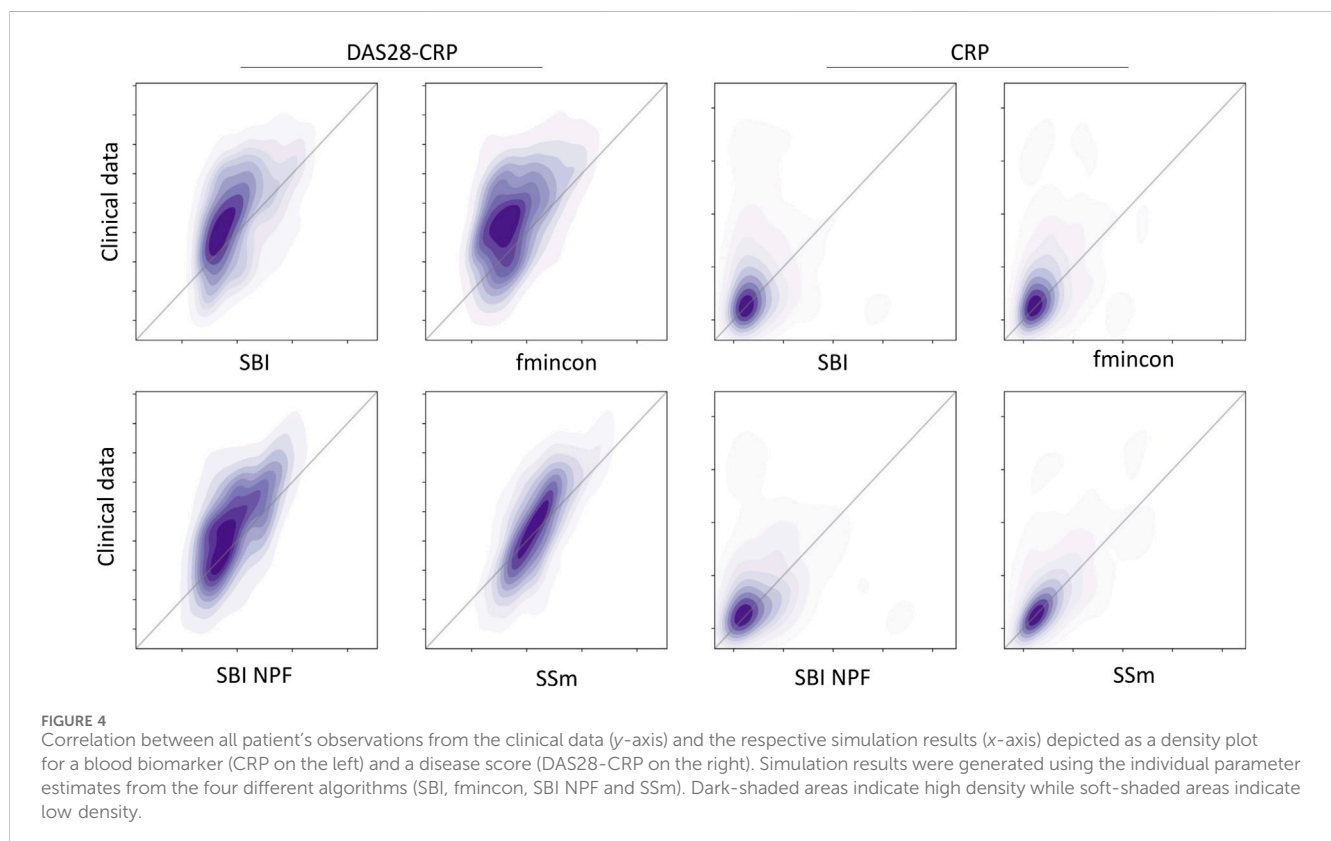 DAS28-CRP
CRP
Clinical data
SBI
fmincon
SBI
fmincon
Clinical data
SBI NPF
SSm
SBI NPF
SSm
FIGURE 4
Correlation between all patient's observations from the clinical data (y-axis) and the respective simulation results (x-axis) depicted as a density plot
for a blood biomarker (CRP on the left) and a disease score (DAS28-CRP on the right). Simulation results were generated using the individual parameter
estimates from the four different algorithms (SBI, fmincon, SBI NPF and SSm). Dark-shaded areas indicate high density while soft-shaded areas indicate
low density.